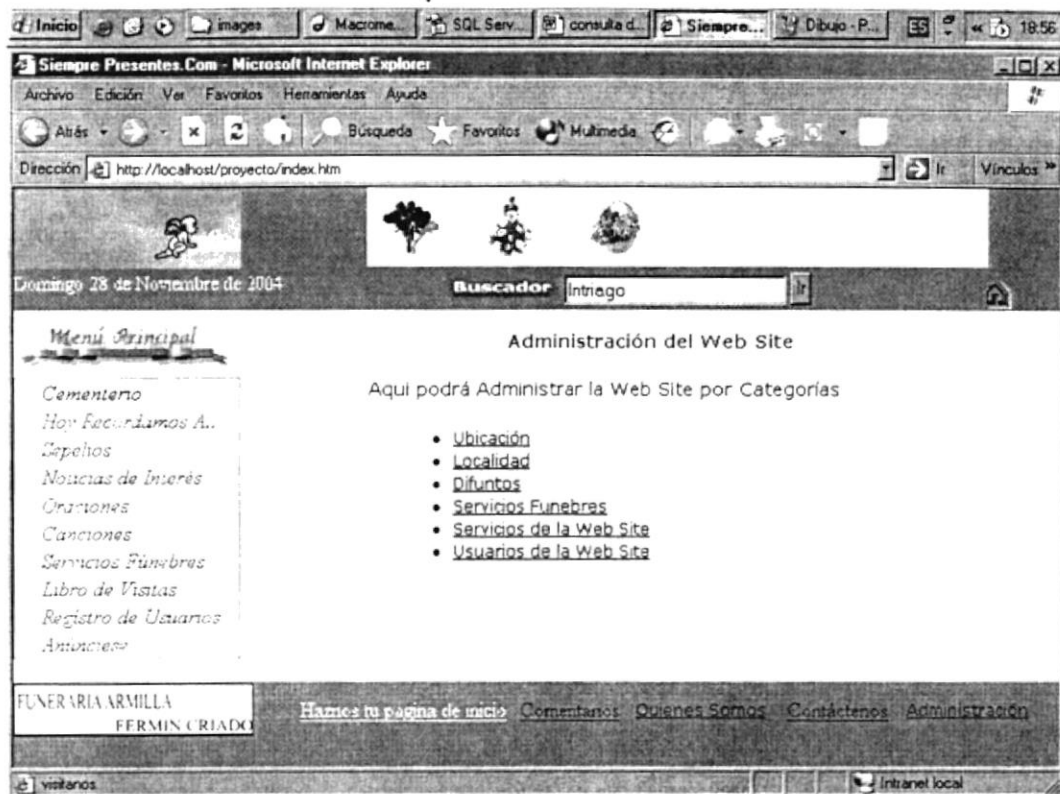 Inicio images Macrome... SQL Serv... consulta d... Siempre... Dibujo - P... ES « 18:56
Siempre Presentes.Com - Microsoft Internet Explorer
Archivo Edición Ver Favoritos Herramientas Ayuda
Atrás Búsqueda Favoritos Multimedia
Dirección http://localhost/proyecto/index.htm Ir Vínculos »
Domingo 28 de Noviembre de 2004
Buscador Intriago Ir
Menú Principal
Cementerio
Hoy Recordamos A..
Sepelios
Noticias de Interés
Oraciones
Canciones
Servicios Fúnebres
Libro de Visitas
Registro de Usuarios
Anúnciese
Administración del Web Site
Aqui podrá Administrar la Web Site por Categorías
• Ubicación
• Localidad
• Difuntos
• Servicios Funebres
• Servicios de la Web Site
• Usuarios de la Web Site
FUNERARIA ARMILLA
FERMIN CRIADO
Haznos tu pagina de inicio Comentarios Quienes Somos Contáctenos Administración
visitanos Intranet local